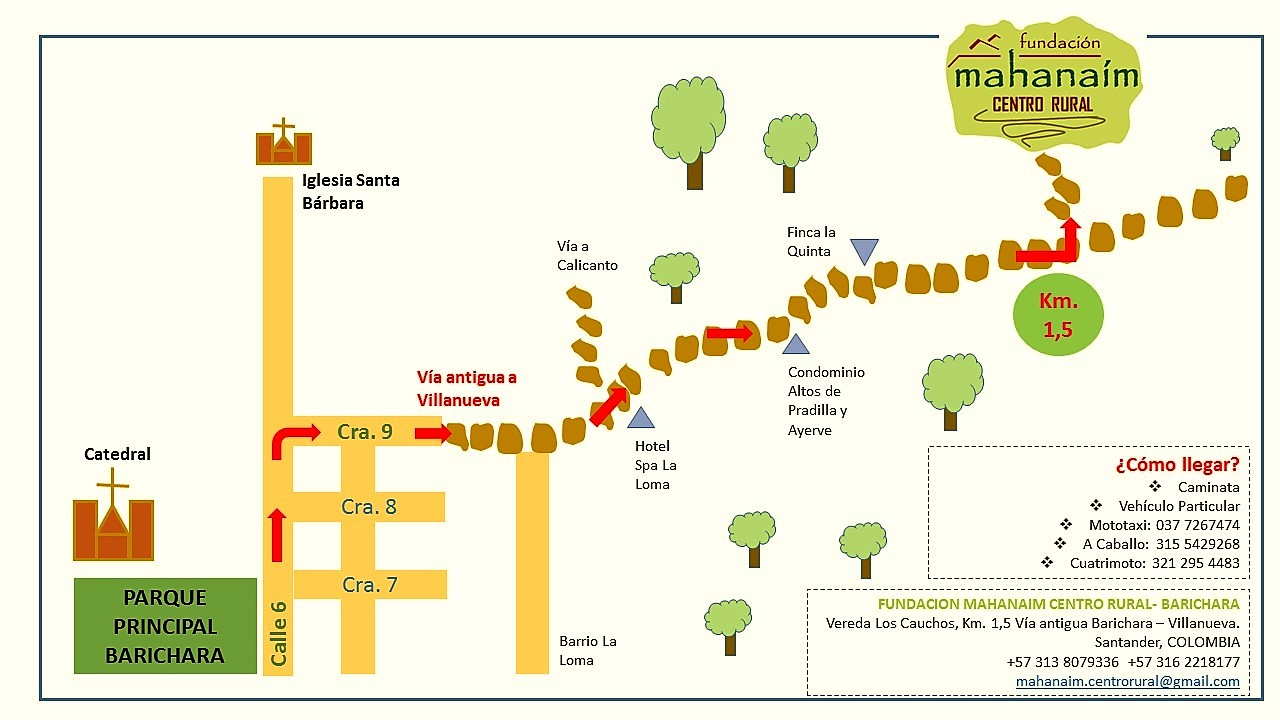 fundación
mahanaím
CENTRO RURAL
Iglesia Santa
Bárbara
Vía a
Calicanto
Finca la
Quinta
Km.
1,5
Vía antigua a
Villanueva
Condominio
Altos de
Pradilla y
Ayerve
Cra. 9
Catedral
Hotel
Spa La
Loma
Cra. 8
Cra. 7
PARQUE
PRINCIPAL
BARICHARA
Calle 6
Barrio La
Loma
¿Cómo llegar?
❖ Caminata
❖ Vehículo Particular
❖ Mototaxi: 037 7267474
❖ A Caballo: 315 5429268
❖ Cuatrimoto: 321 295 4483
FUNDACION MAHANAIM CENTRO RURAL- BARICHARA
Vereda Los Cauchos, Km. 1,5 Vía antigua Barichara – Villanueva.
Santander, COLOMBIA
+57 313 8079336 +57 316 2218177
mahanaim.centrorural@gmail.com